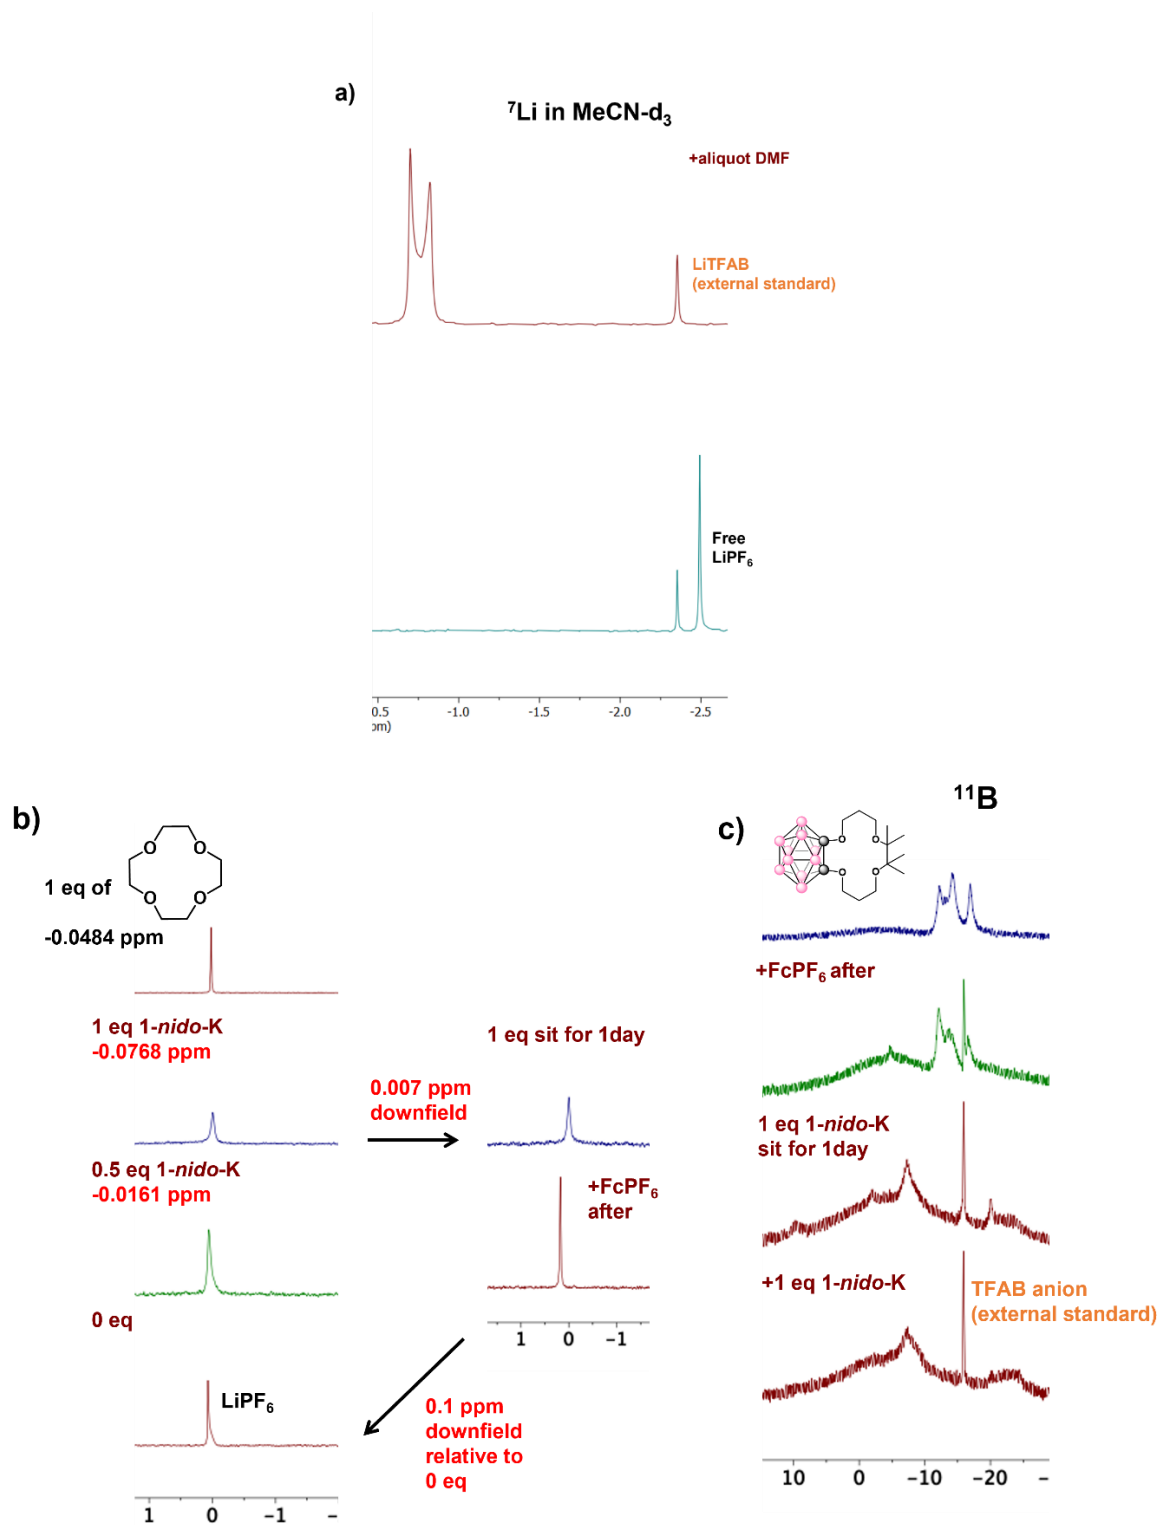 a)
⁷Li in MeCN-d₃
+aliquot DMF
LiTFAB
(external standard)
Free
LiPF₆
0.5 -1.0 -1.5 -2.0 -2.5
om)
b)
O O
O O
1 eq of
-0.0484 ppm
1 eq 1-nido-K
-0.0768 ppm
0.5 eq 1-nido-K
-0.0161 ppm
0 eq
LiPF₆
1 0 -1 -
0.007 ppm
downfield
1 eq sit for 1day
+FcPF₆
after
1 0 -1
0.1 ppm
downfield
relative to
0 eq
c)
¹¹B
O O
O O
+FcPF₆ after
1 eq 1-nido-K
sit for 1day
+1 eq 1-nido-K
TFAB anion
(external standard)
10 0 -10 -20 -